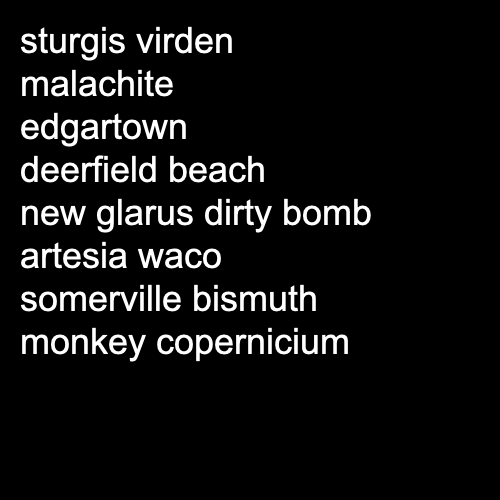 sturgis virden
malachite
edgartown
deerfield beach
new glarus dirty bomb
artesia waco
somerville bismuth
monkey copernicium